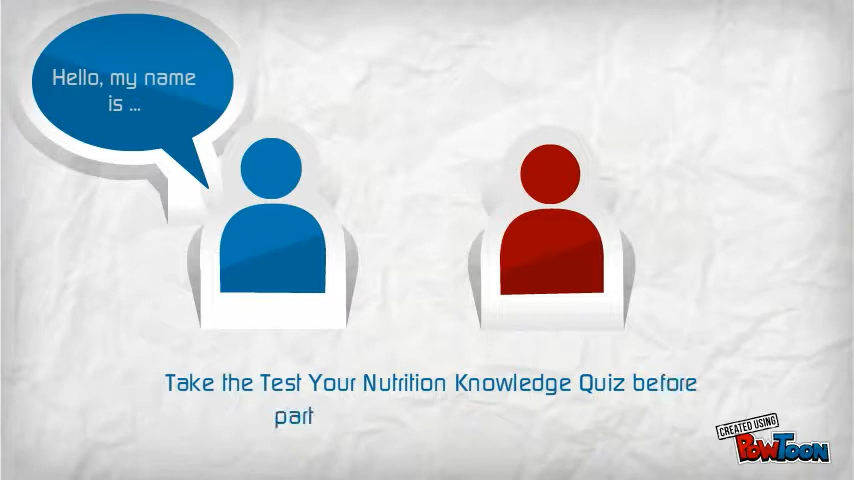 Hello, my name
is ...
Take the Test Your Nutrition Knowledge Quiz before
part
CREATED USING
POWTOON